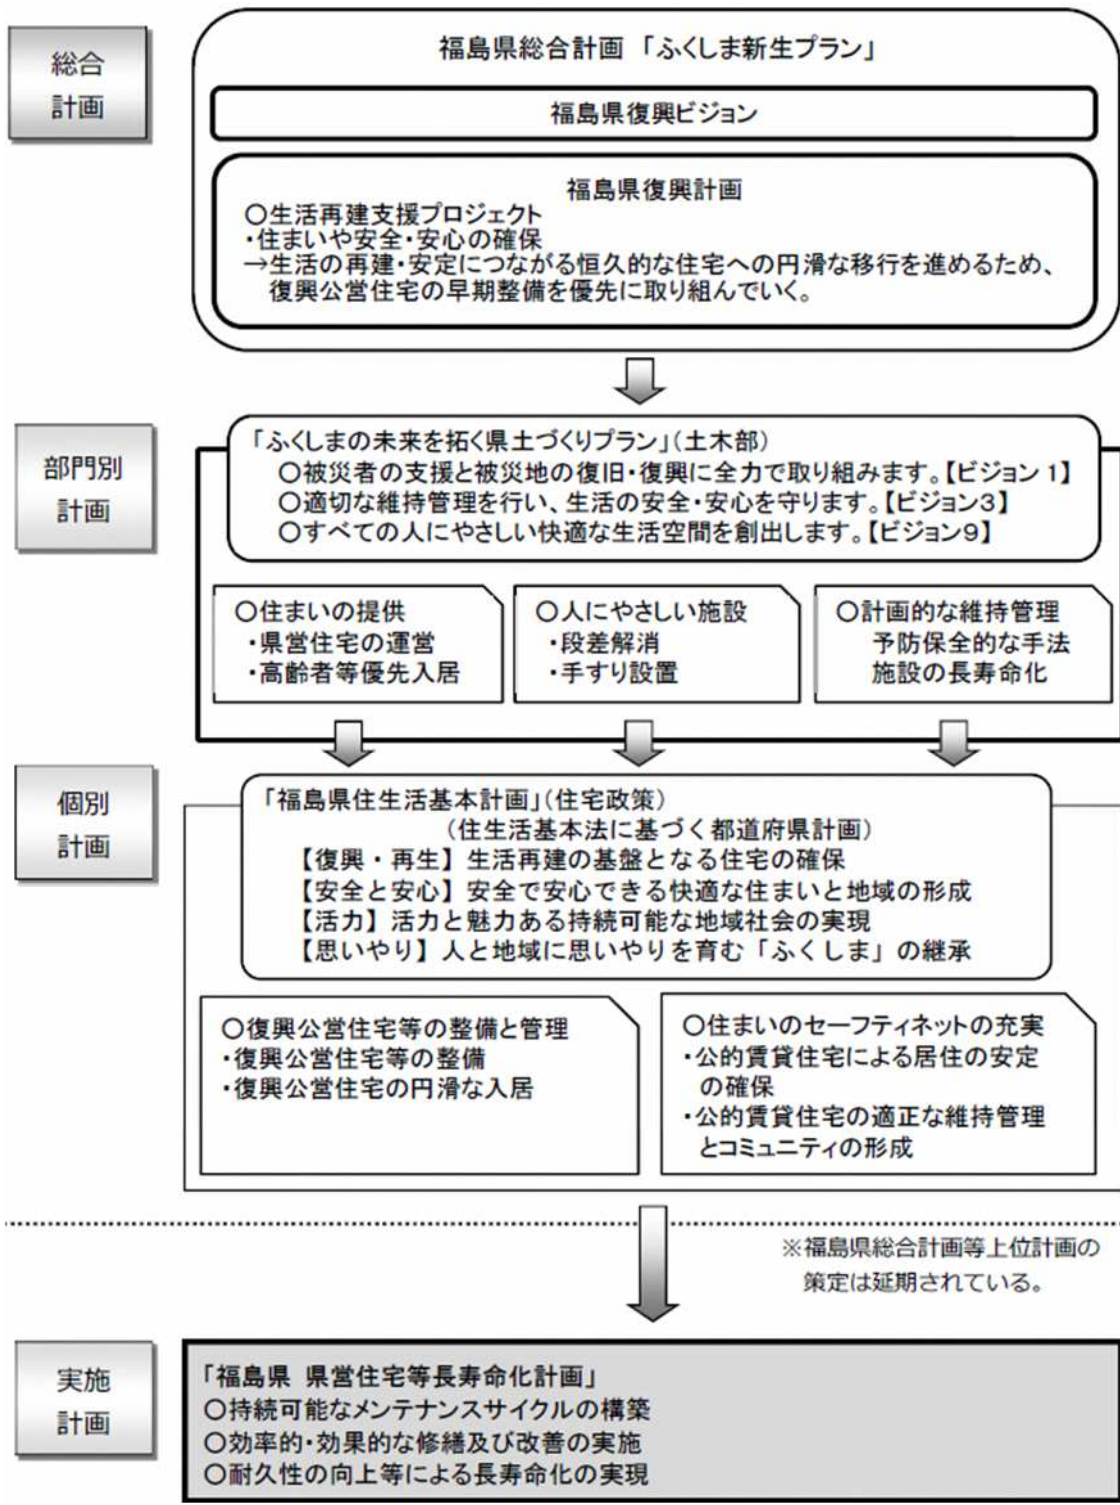 総合
計画
福島県総合計画 「ふくしま新生プラン」
福島県復興ビジョン
福島県復興計画
○生活再建支援プロジェクト
・住まいや安全・安心の確保
→生活の再建・安定につながる恒久的な住宅への円滑な移行を進めるため、
復興公営住宅の早期整備を優先に取り組んでいく。
部門別
計画
「ふくしまの未来を拓く県土づくりプラン」(土木部)
○被災者の支援と被災地の復旧・復興に全力で取り組みます。【ビジョン 1】
○適切な維持管理を行い、生活の安全・安心を守ります。【ビジョン3】
○すべての人にやさしい快適な生活空間を創出します。【ビジョン9】
○住まいの提供
・県営住宅の運営
・高齢者等優先入居
○人にやさしい施設
・段差解消
・手すり設置
○計画的な維持管理
予防保全的な手法
施設の長寿命化
個別
計画
「福島県住生活基本計画」(住宅政策)
(住生活基本法に基づく都道府県計画)
【復興・再生】生活再建の基盤となる住宅の確保
【安全と安心】安全で安心できる快適な住まいと地域の形成
【活力】活力と魅力ある持続可能な地域社会の実現
【思いやり】人と地域に思いやりを育む「ふくしま」の継承
○復興公営住宅等の整備と管理
・復興公営住宅等の整備
・復興公営住宅の円滑な入居
○住まいのセーフティネットの充実
・公的賃貸住宅による居住の安定
の確保
・公的賃貸住宅の適正な維持管理
とコミュニティの形成
※福島県総合計画等上位計画の
策定は延期されている。
実施
計画
「福島県 県営住宅等長寿命化計画」
○持続可能なメンテナンスサイクルの構築
○効率的・効果的な修繕及び改善の実施
○耐久性の向上等による長寿命化の実現